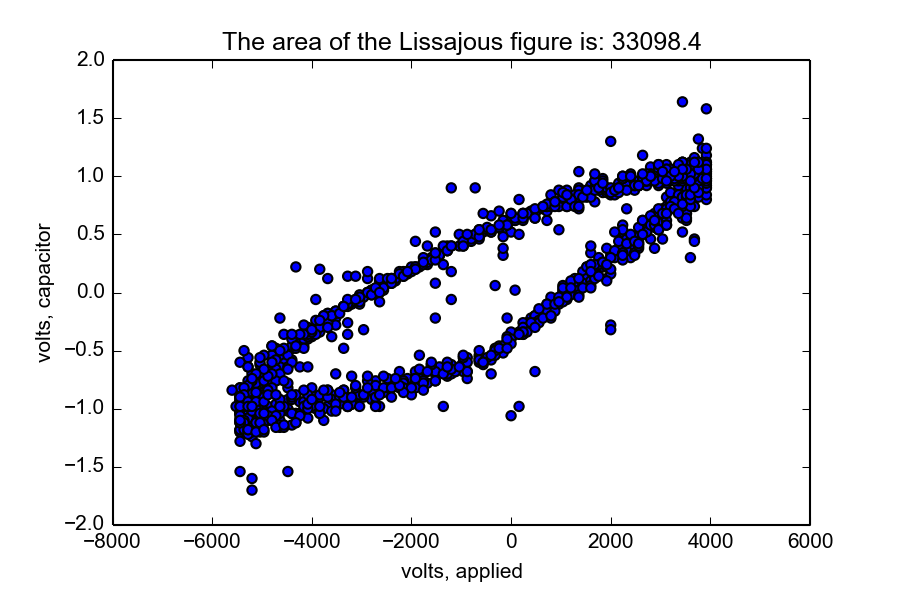 The area of the Lissajous figure is: 33098.4
2.0
1.5
1.0
0.5
0.0
−0.5
−1.0
−1.5
−2.0
volts, capacitor
−8000 −6000 −4000 −2000 0 2000 4000 6000
volts, applied